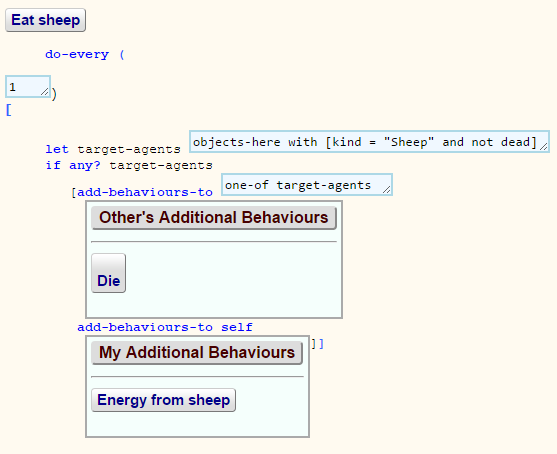 Eat sheep
do-every (
1 )
[
let target-agents objects-here with [kind = "Sheep" and not dead]
if any? target-agents
[add-behaviours-to one-of target-agents
Other's Additional Behaviours
Die
add-behaviours-to self
My Additional Behaviours ]]
Energy from sheep